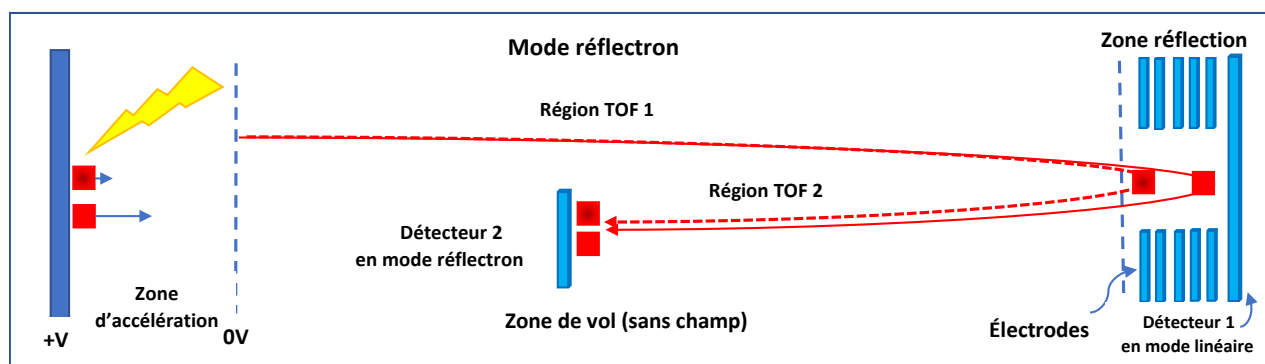 Mode réflectron
Zone réflection
Région TOF 1
Région TOF 2
Détecteur 2
en mode réflectron
Zone
d’accélération
+V
0V
Zone de vol (sans champ)
Électrodes
Détecteur 1
en mode linéaire